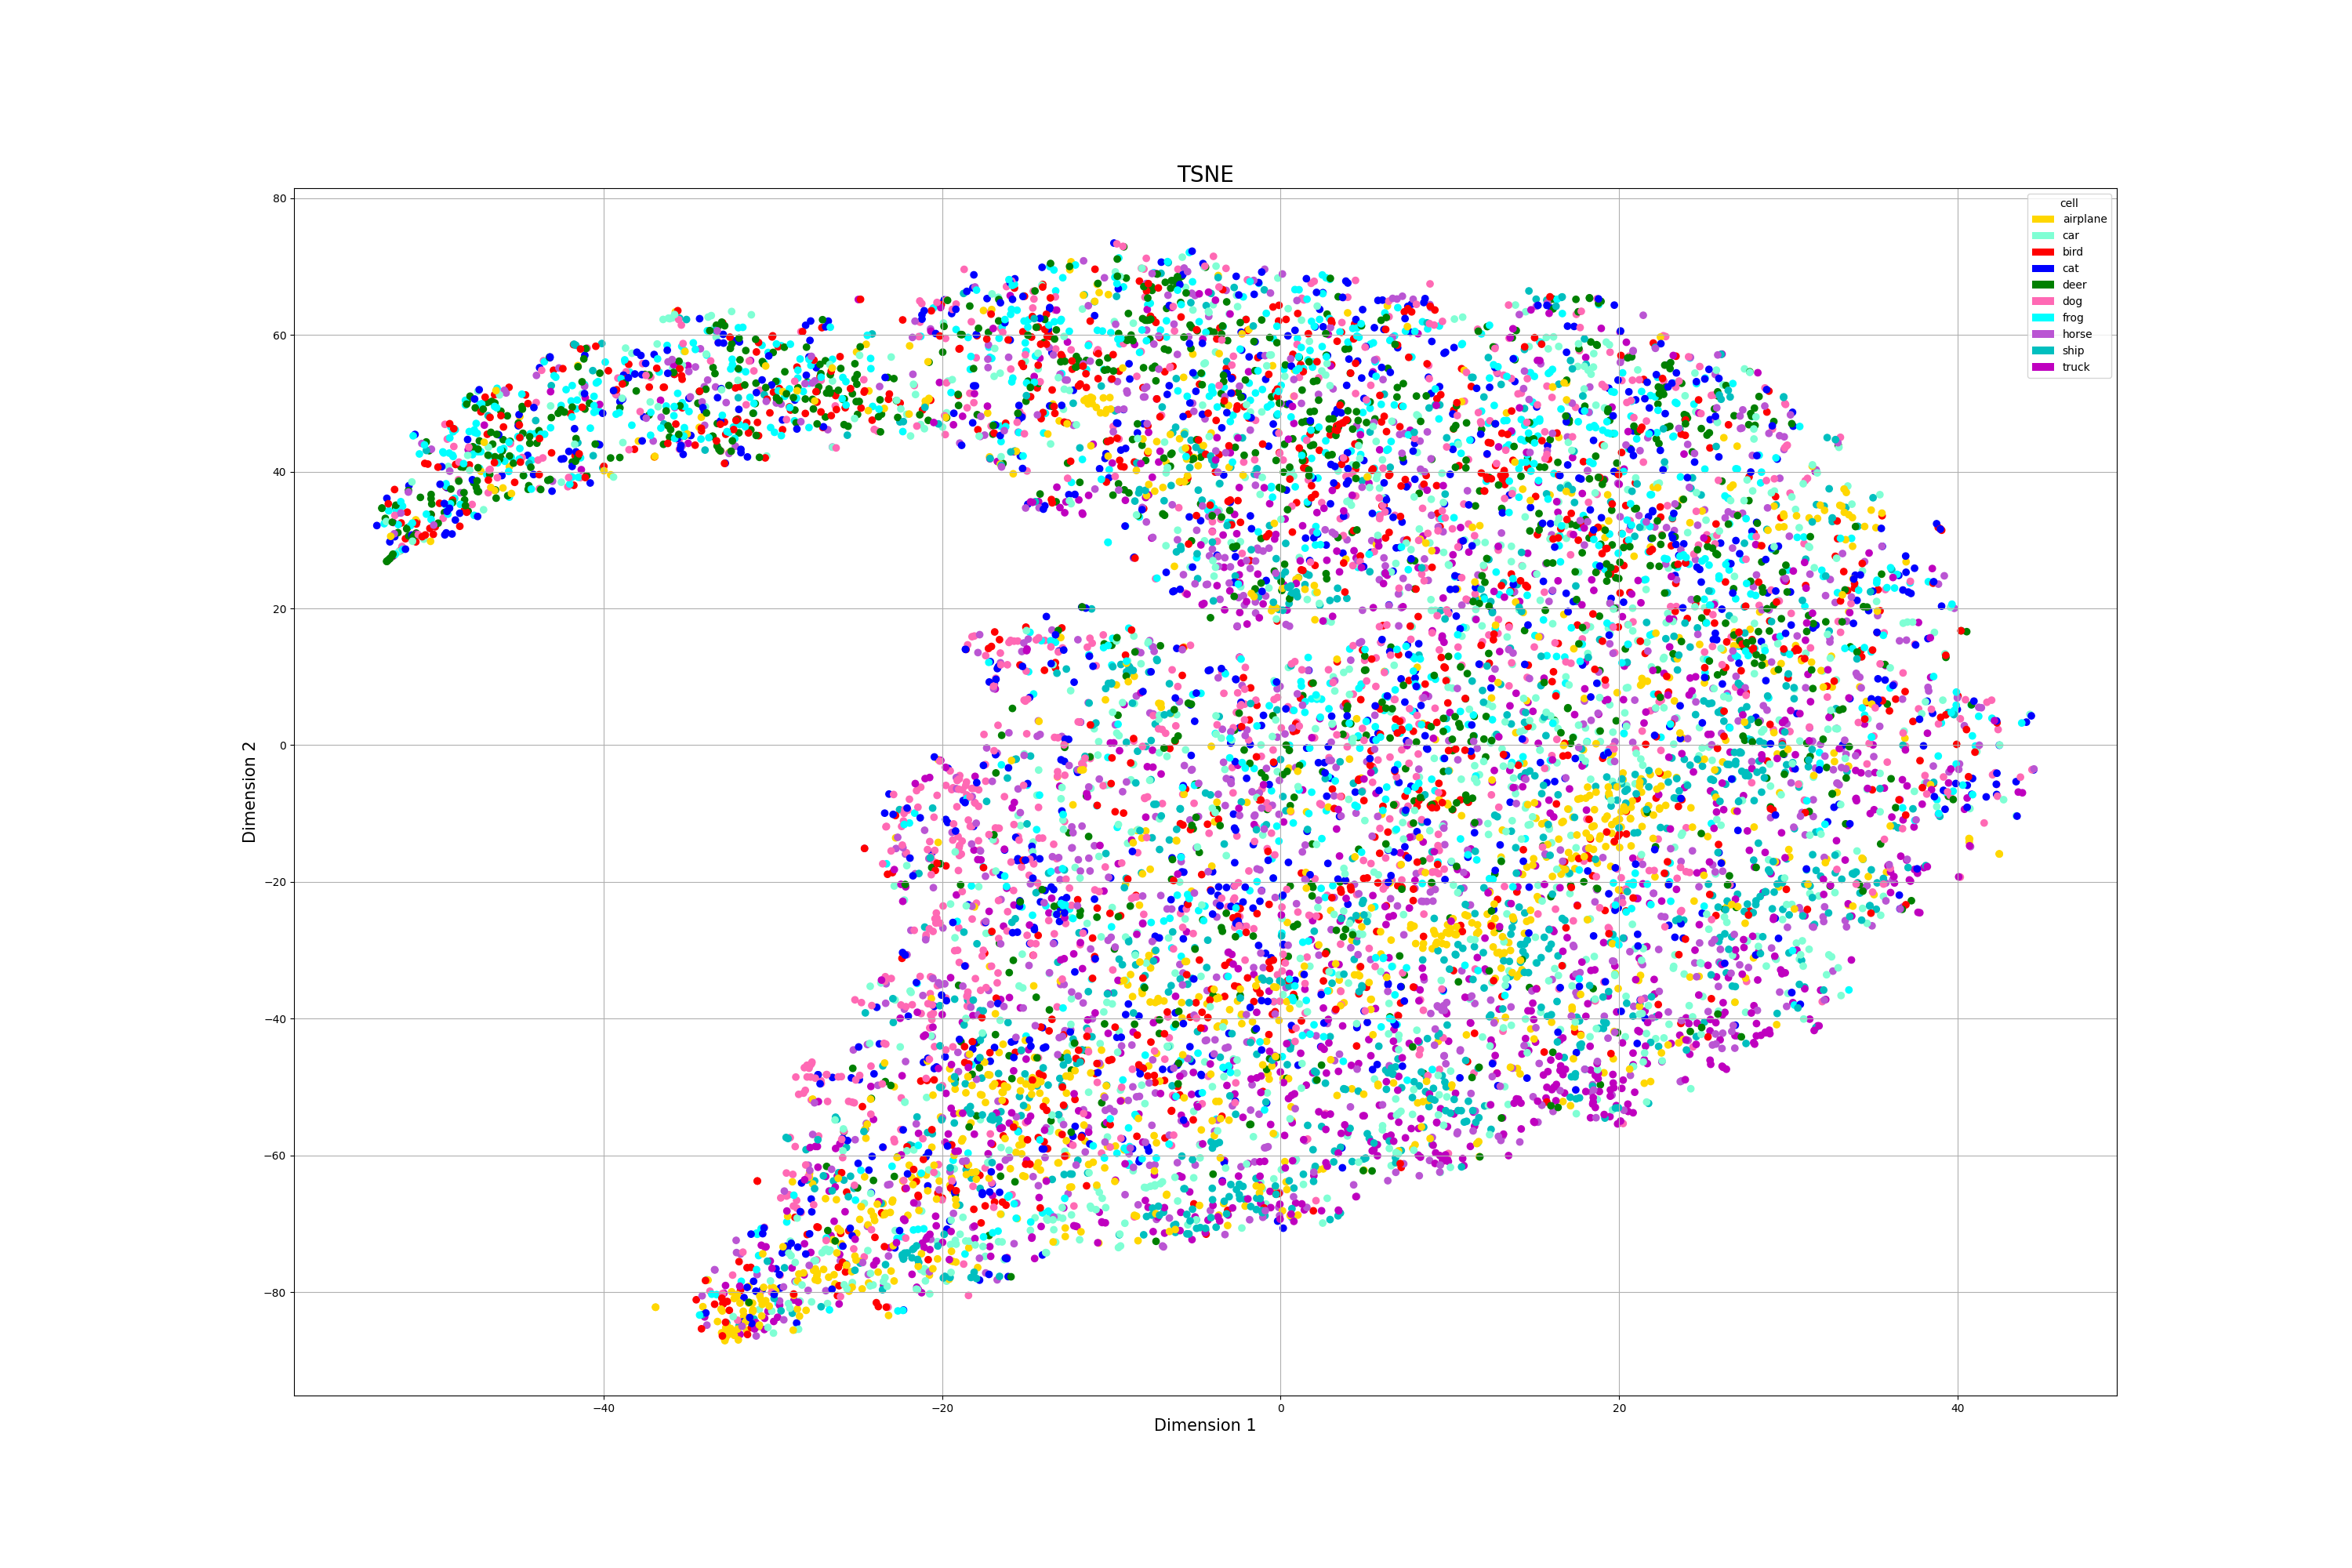 TSNE
80
60
40
20
0
−20
−40
−60
−80
Dimension 2
−40
−20
0
20
40
Dimension 1
cell
airplane
car
bird
cat
deer
dog
frog
horse
ship
truck